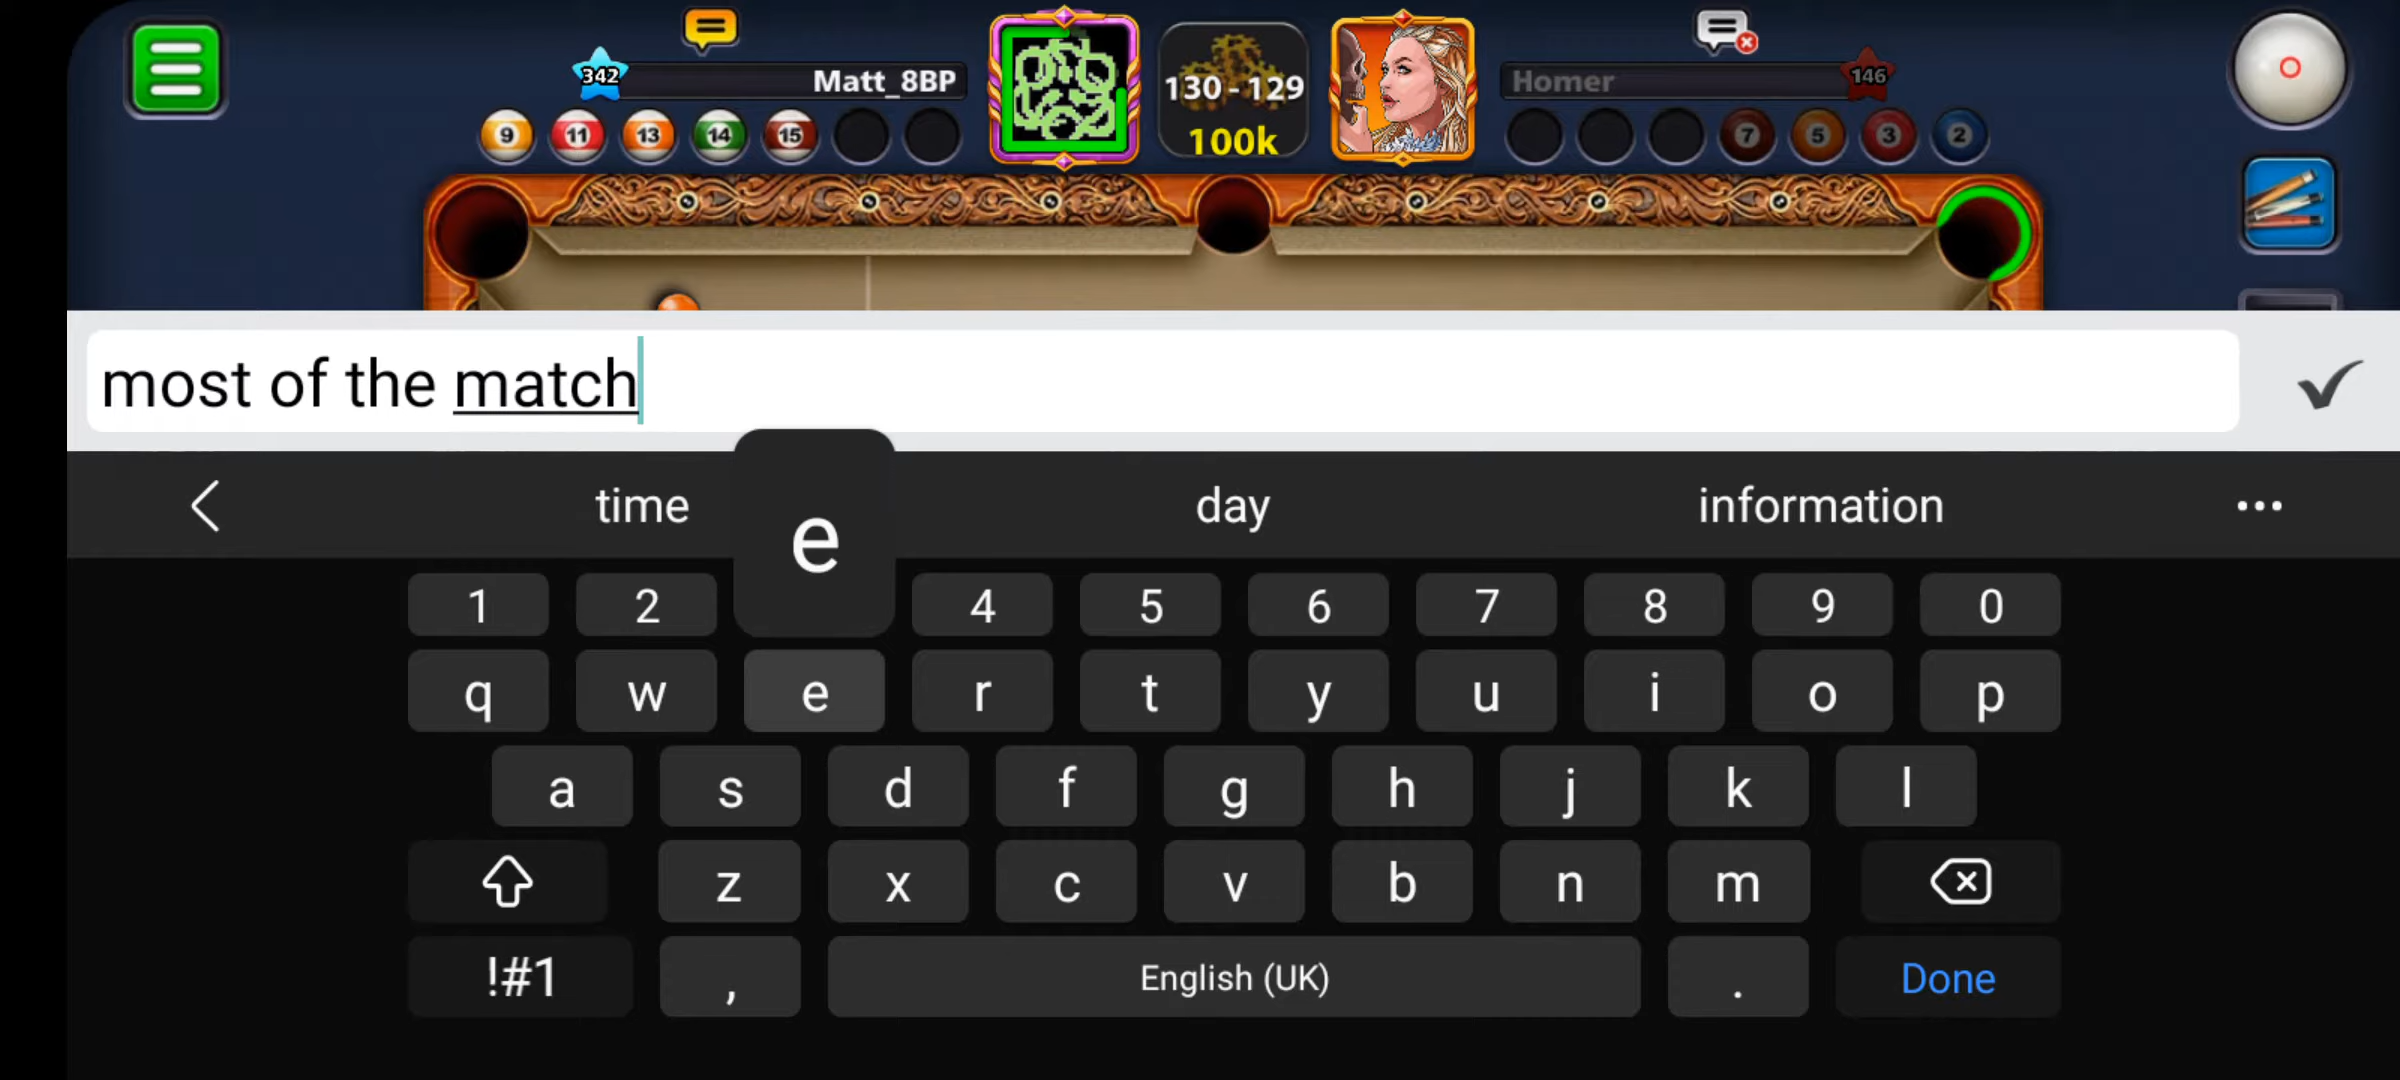 342 Matt_8BP 130 - 129 Homer 146
9 11 13 14 15 100k 7 5 3 2
most of the match
time e day information ...
1 2 4 5 6 7 8 9 0
q w e r t y u i o p
a s d f g h j k l
z x c v b n m
!#1 , English (UK) . Done